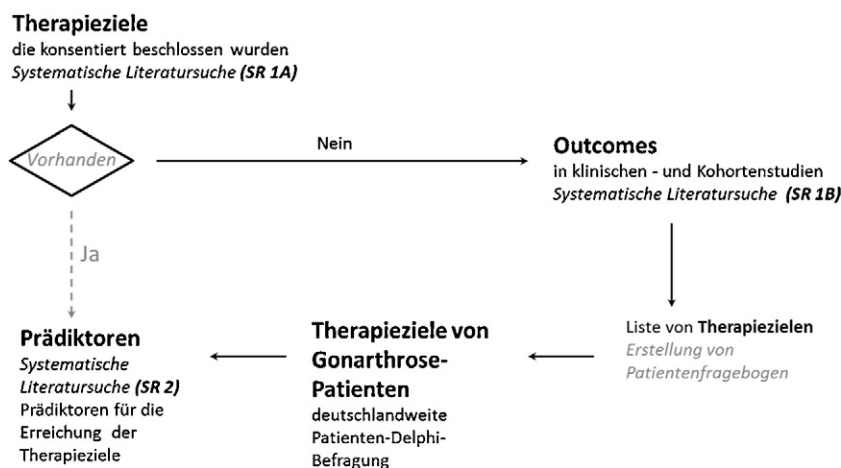 Therapieziele
die konsentiert beschlossen wurden
Systematische Literatursuche (SR 1A)
Vorhanden
Nein
Outcomes
in klinischen - und Kohortenstudien
Systematische Literatursuche (SR 1B)
Ja
Liste von Therapiezielen
Erstellung von
Patientenfragebogen
Therapieziele von
Gonarthrose-
Patienten
deutschlandweite
Patienten-Delphi-
Befragung
Prädiktoren
Systematische
Literatursuche (SR 2)
Prädiktoren für die
Erreichung der
Therapieziele